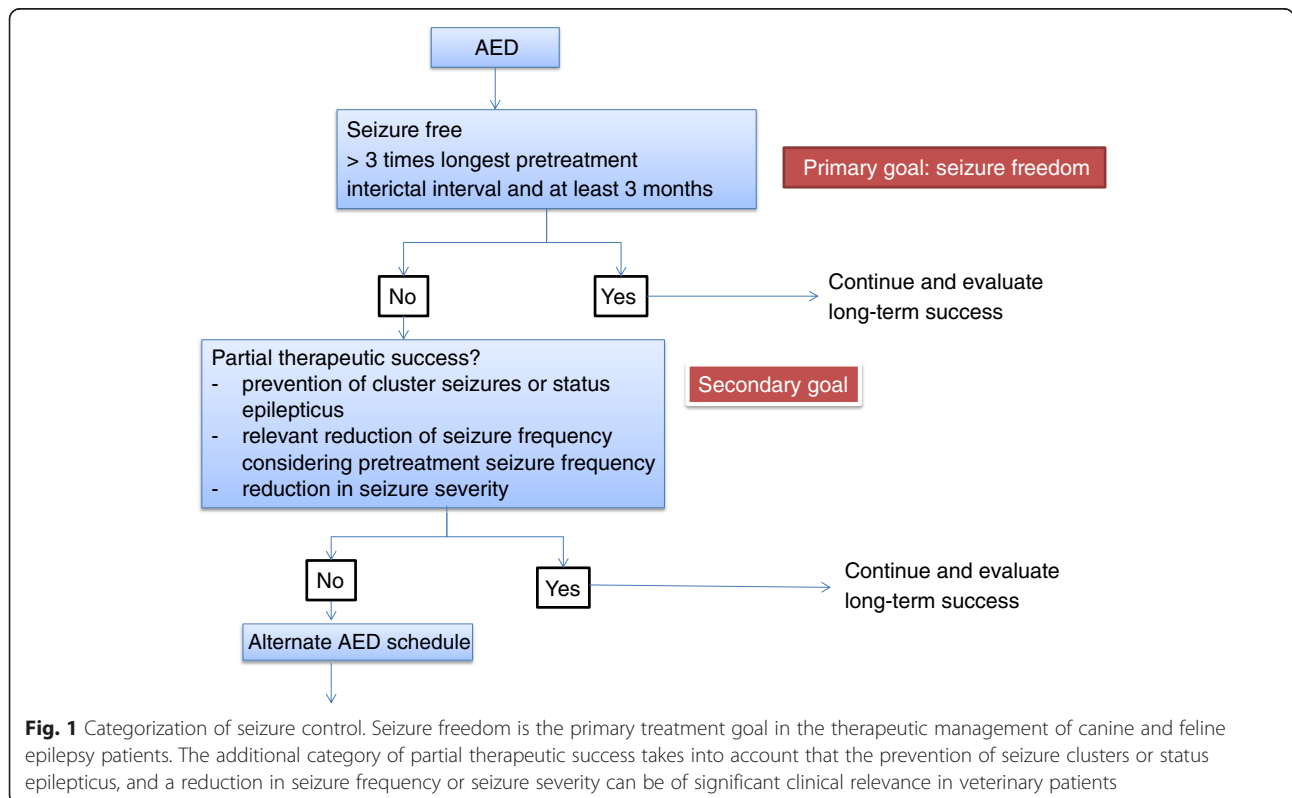 AED
Seizure free
> 3 times longest pretreatment
interictal interval and at least 3 months
Primary goal: seizure freedom
No
Yes
Continue and evaluate
long-term success
Partial therapeutic success?
- prevention of cluster seizures or status
epilepticus
- relevant reduction of seizure frequency
considering pretreatment seizure frequency
- reduction in seizure severity
Secondary goal
No
Yes
Continue and evaluate
long-term success
Alternate AED schedule
Fig. 1 Categorization of seizure control. Seizure freedom is the primary treatment goal in the therapeutic management of canine and feline
epilepsy patients. The additional category of partial therapeutic success takes into account that the prevention of seizure clusters or status
epilepticus, and a reduction in seizure frequency or seizure severity can be of significant clinical relevance in veterinary patients